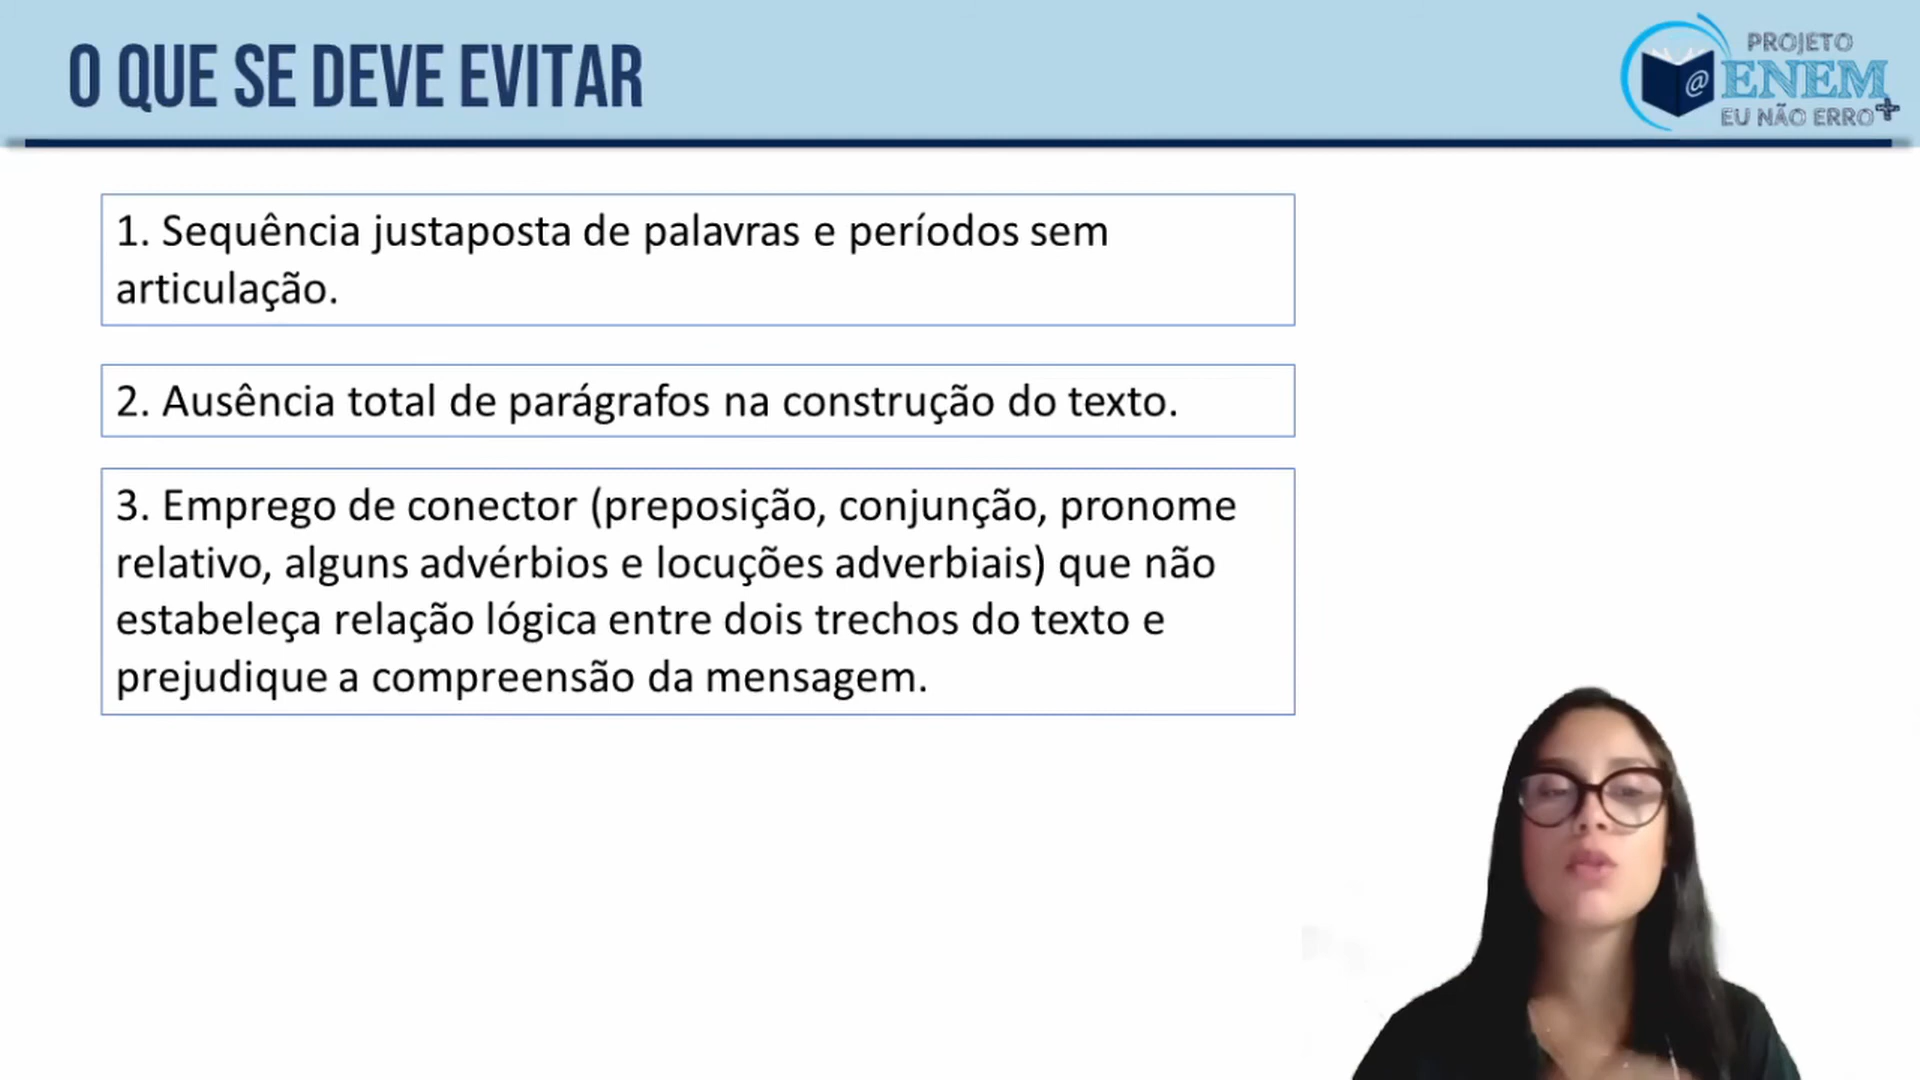 O QUE SE DEVE EVITAR
PROJETO
@ENEM
EU NÃO ERRO+
1. Sequência justaposta de palavras e períodos sem
articulação.
2. Ausência total de parágrafos na construção do texto.
3. Emprego de conector (preposição, conjunção, pronome
relativo, alguns advérbios e locuções adverbiais) que não
estabeleça relação lógica entre dois trechos do texto e
prejudique a compreensão da mensagem.